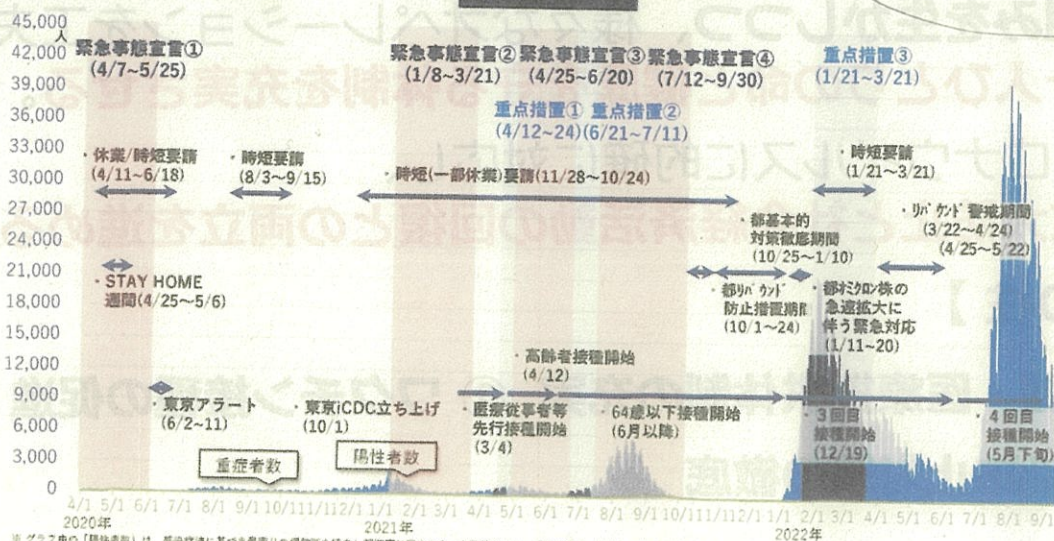 45,000
人
42,000
39,000
36,000
33,000
30,000
27,000
24,000
21,000
18,000
15,000
12,000
9,000
6,000
3,000
0
緊急事態宣言①
(4/7~5/25)
緊急事態宣言②
(1/8~3/21)
緊急事態宣言③
(4/25~6/20)
緊急事態宣言④
(7/12~9/30)
重点措置③
(1/21~3/21)
重点措置①
(4/12~24)
重点措置②
(6/21~7/11)
・休業/時短要請
(4/11~6/18)
・時短要請
(8/3~9/15)
・時短(一部休業)要請(11/28~10/24)
・時短要請
(1/21~3/21)
・リバウンド警戒期間
(3/22~4/24)
(4/25~5/22)
・都基本的
対策徹底期間
(10/25~1/10)
・STAY HOME
週間(4/25~5/6)
・都リバウンド
防止措置期間
(10/1~24)
・都オミクロン株の
急速拡大に
伴う緊急対応
(1/11~20)
・高齢者接種開始
(4/12)
・東京アラート
(6/2~11)
・東京iCDC立ち上げ
(10/1)
・医療従事者等
先行接種開始
(3/4)
・64歳以下接種開始
(6月以降)
・3回目
接種開始
(12/19)
・4回目
接種開始
(5月下旬)
重症者数
陽性者数
4/1 5/1 6/1 7/1 8/1 9/1 10/1 11/1 12/1 1/1 2/1 3/1 4/1 5/1 6/1 7/1 8/1 9/1 10/1 11/1 12/1 1/1 2/1 3/1 4/1 5/1 6/1 7/1 8/1 9/1
2020年
2021年
2022年
※ グラフ中の「陽性者数」は、